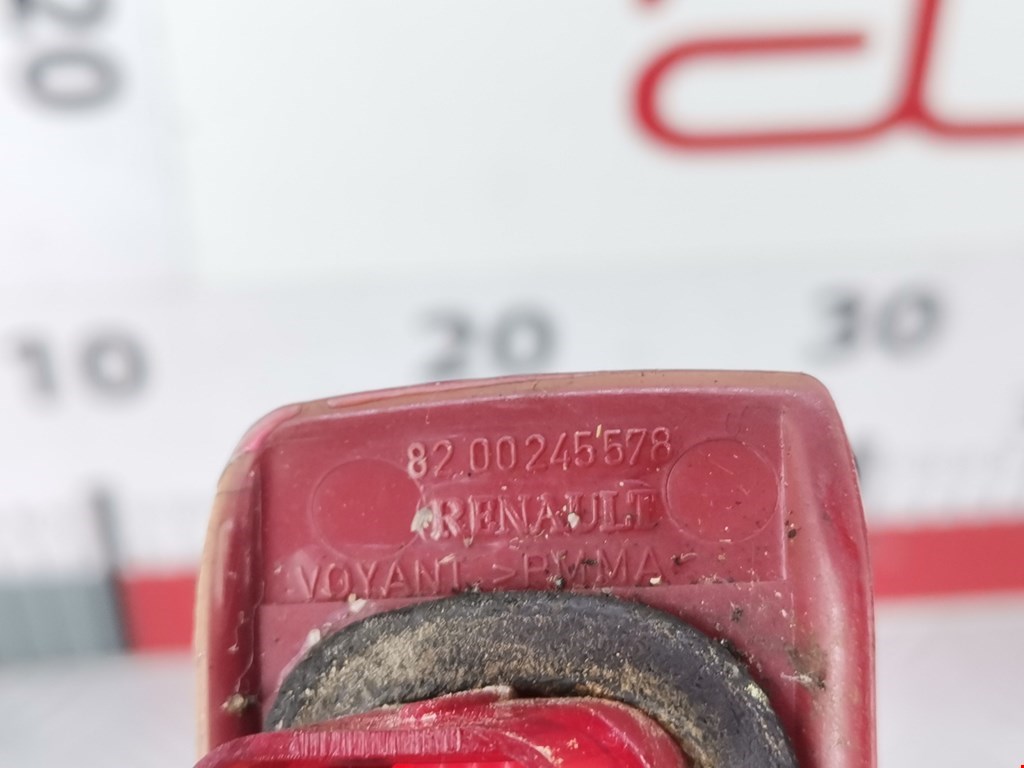 20
10 20 30
82 00245578
RENAULT
VOYANT >PMMA<